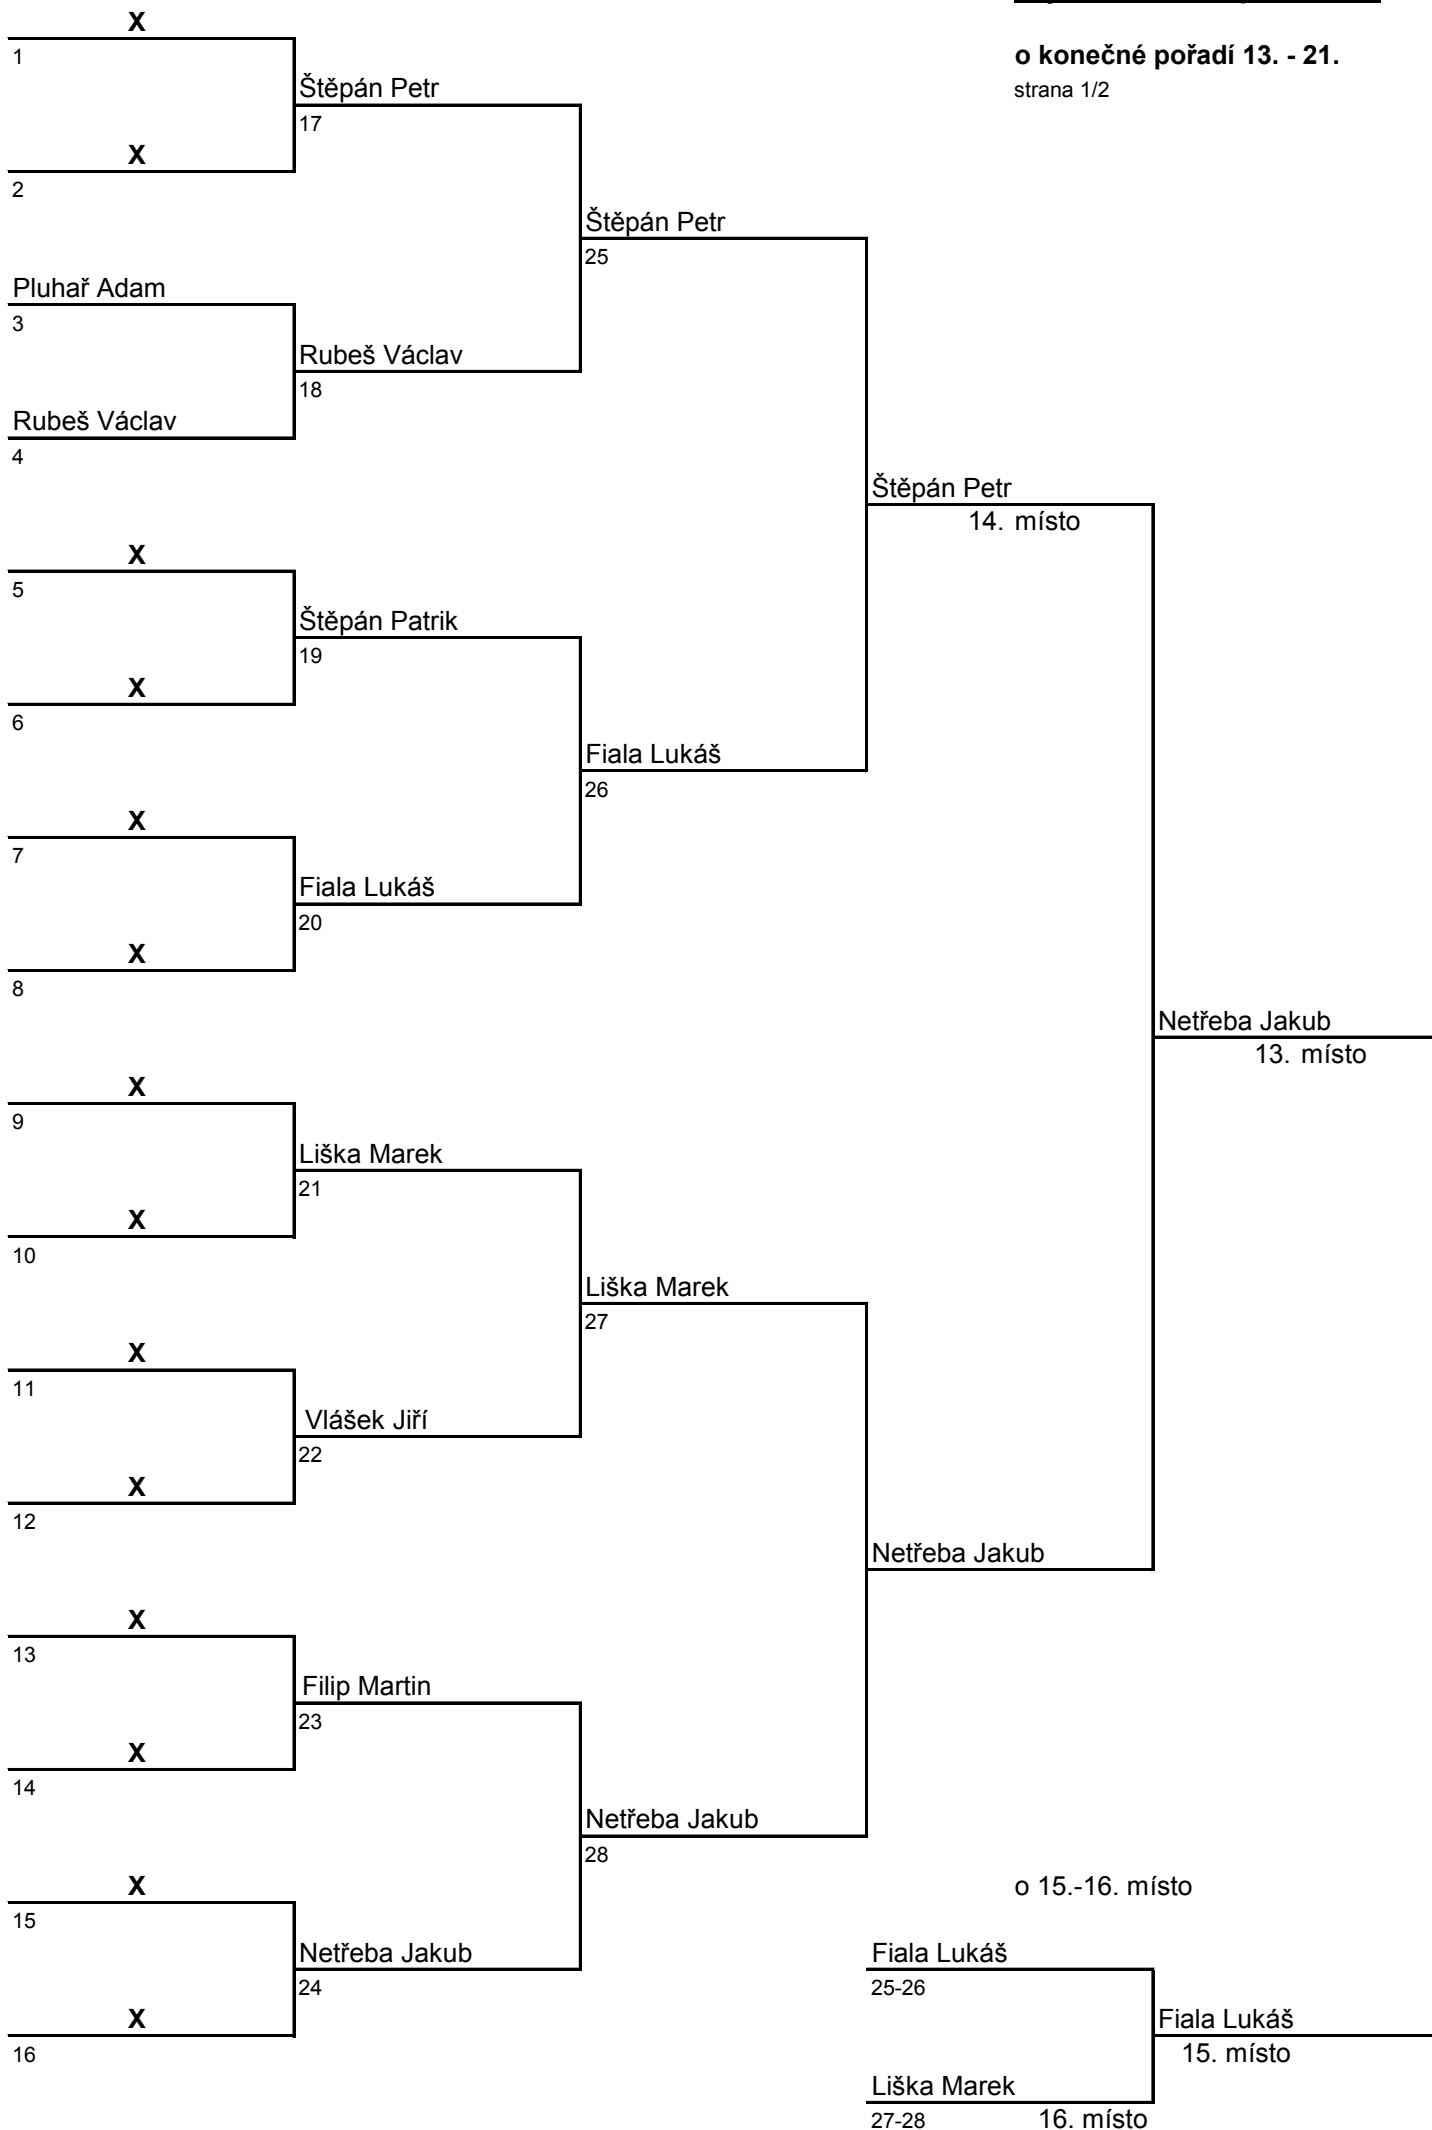 X
1
o konečné pořadí 13. - 21.
Štěpán Petr
strana 1/2
17
X
2
Štěpán Petr
25
Pluhař Adam
3
Rubeš Václav
18
Rubeš Václav
4
Štěpán Petr
14. místo
X
5
Štěpán Patrik
19
X
6
Fiala Lukáš
26
X
7
Fiala Lukáš
20
X
8
Netřeba Jakub
13. místo
X
9
Liška Marek
21
X
10
Liška Marek
27
X
11
Vlášek Jiří
22
X
12
Netřeba Jakub
X
13
Filip Martin
23
X
14
Netřeba Jakub
28
X
o 15.-16. místo
15
Netřeba Jakub
Fiala Lukáš
24
25-26
X
Fiala Lukáš
16
15. místo
Liška Marek
27-28
16. místo